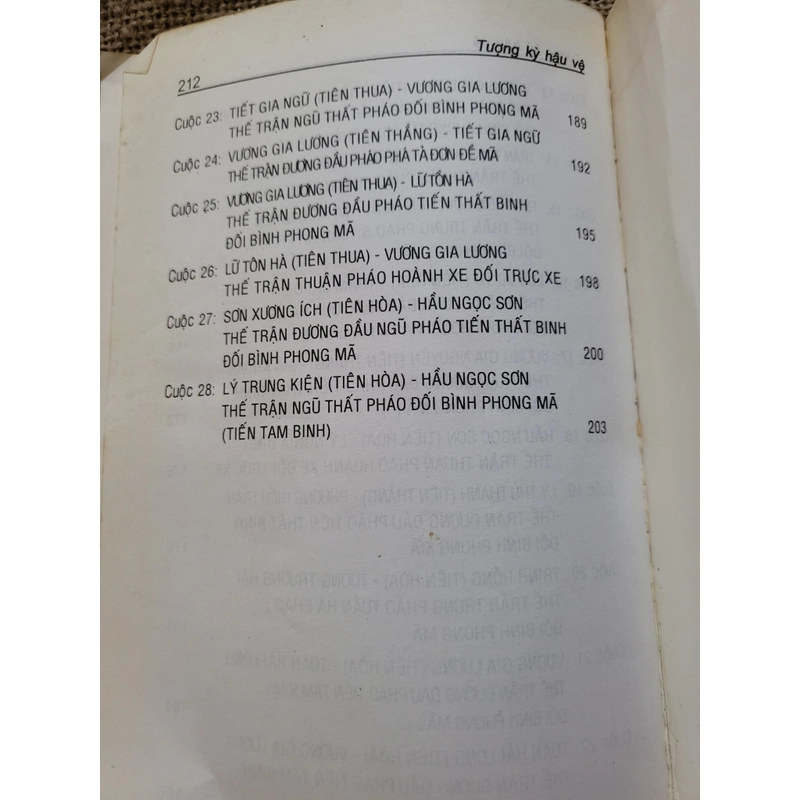 212
Tượng kỳ hậu vệ
Cuộc 23: TIẾT GIA NGỮ (TIÊN THUA) - VƯƠNG GIA LƯƠNG
THẾ TRẬN NGŨ THẤT PHÁO ĐỐI BÌNH PHONG MÃ 189
Cuộc 24: VƯƠNG GIA LƯƠNG (TIÊN THẮNG) - TIẾT GIA NGỮ
THẾ TRẬN ĐƯƠNG ĐẦU PHÁO PHÁ TẢ ĐƠN ĐỀ MÃ 192
Cuộc 25: VƯƠNG GIA LƯƠNG (TIÊN THUA) - LỮ TỒN HÀ
THẾ TRẬN ĐƯƠNG ĐẦU PHÁO TIẾN THẤT BINH
ĐỐI BÌNH PHONG MÃ 195
Cuộc 26: LỮ TỒN HÀ (TIÊN THUA) - VƯƠNG GIA LƯƠNG
THẾ TRẬN THUẬN PHÁO HOÀNH XE ĐỐI TRỰC XE 198
Cuộc 27: SƠN XƯƠNG ÍCH (TIÊN HÒA) - HẦU NGỌC SƠN
THẾ TRẬN ĐƯƠNG ĐẦU NGŨ PHÁO TIẾN THẤT BINH
ĐỐI BÌNH PHONG MÃ 200
Cuộc 28: LÝ TRUNG KIỆN (TIÊN HÒA) - HẦU NGỌC SƠN
THẾ TRẬN NGŨ THẤT PHÁO ĐỐI BÌNH PHONG MÃ
(TIẾN TAM BINH) 203